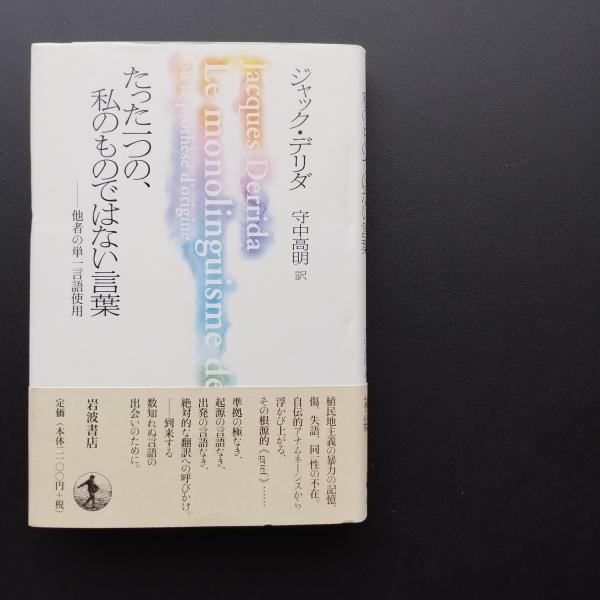 ジャック・デリダ
守中高明 訳
Jacques Derrida
Le monolinguisme de
ou la prothèse d'origine
たった一つの、
私のものではない言葉
──他者の単一言語使用
植民地主義の暴力の記憶、
傷、失語、同一性の不在。
自伝的アナムネーシスから
浮かび上がる、
その根源的《grief》……
準拠の極なき、
起源の言語なき、
出発の言語なき、
絶対的な翻訳への呼びかけ。
──到来する
数知れぬ言語の
出会いのために。
岩波書店
定価(本体二一〇〇円+税)